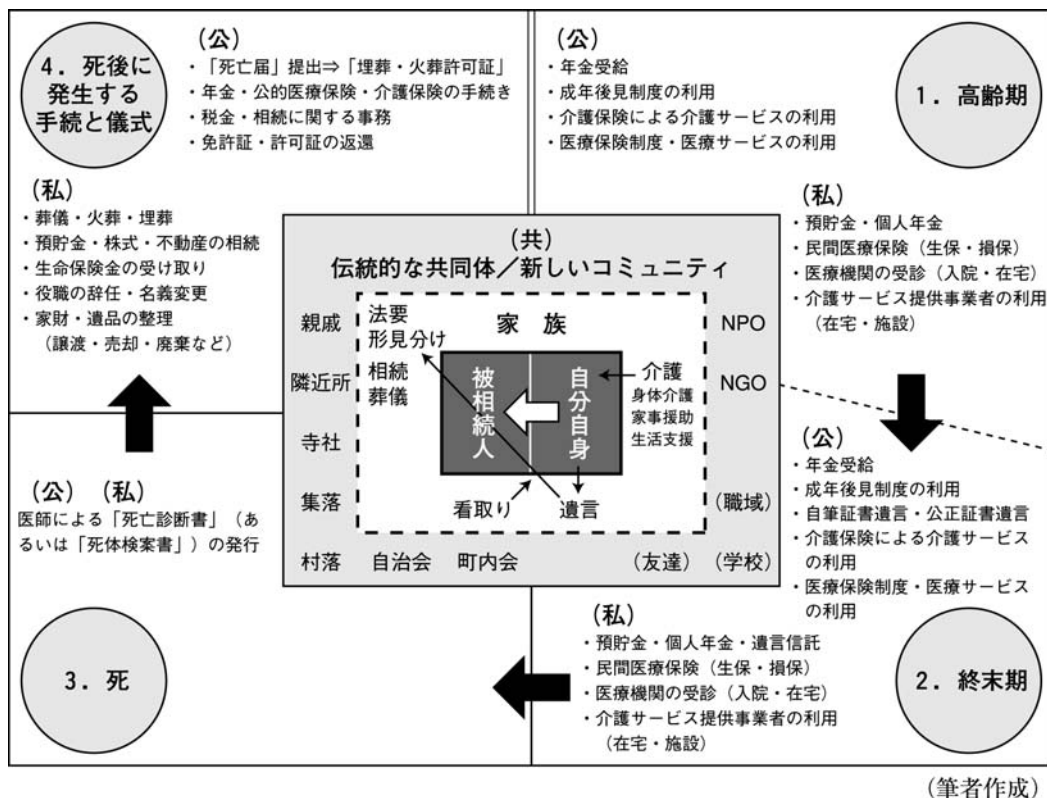 4．死後に
発生する
手続と儀式
（公）
・「死亡届」提出⇒「埋葬・火葬許可証」
・年金・公的医療保険・介護保険の手続き
・税金・相続に関する事務
・免許証・許可証の返還
（私）
・葬儀・火葬・埋葬
・預貯金・株式・不動産の相続
・生命保険金の受け取り
・役職の辞任・名義変更
・家財・遺品の整理
（譲渡・売却・廃棄など）
（公）
・年金受給
・成年後見制度の利用
・介護保険による介護サービスの利用
・医療保険制度・医療サービスの利用
1．高齢期
（私）
・預貯金・個人年金
・民間医療保険（生保・損保）
・医療機関の受診（入院・在宅）
・介護サービス提供事業者の利用
（在宅・施設）
（共）
伝統的な共同体／新しいコミュニティ
親戚
隣近所
寺社
集落
村落
自治会
町内会
（友達）
（学校）
（職域）
NGO
NPO
家族
法要
形見分け
相続
葬儀
被相続人
自分自身
介護
身体介護
家事援助
生活支援
看取り
遺言
（公）
・年金受給
・成年後見制度の利用
・自筆証書遺言・公正証書遺言
・介護保険による介護サービス
の利用
・医療保険制度・医療サービス
の利用
2．終末期
（私）
・預貯金・個人年金・遺言信託
・民間医療保険（生保・損保）
・医療機関の受診（入院・在宅）
・介護サービス提供事業者の利用
（在宅・施設）
（公）（私）
医師による「死亡診断書」（あ
るいは「死体検案書」）の発行
3．死
（筆者作成）